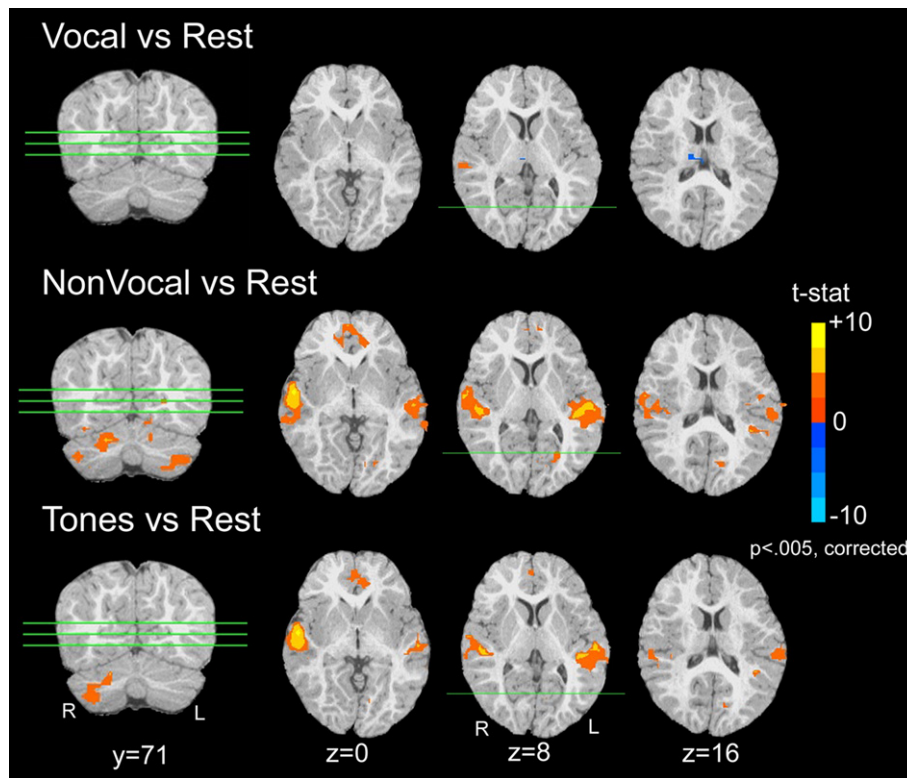 Vocal vs Rest
NonVocal vs Rest
t-stat
+10
0
-10
p<.005, corrected
Tones vs Rest
R
L
R
L
y=71
z=0
z=8
z=16